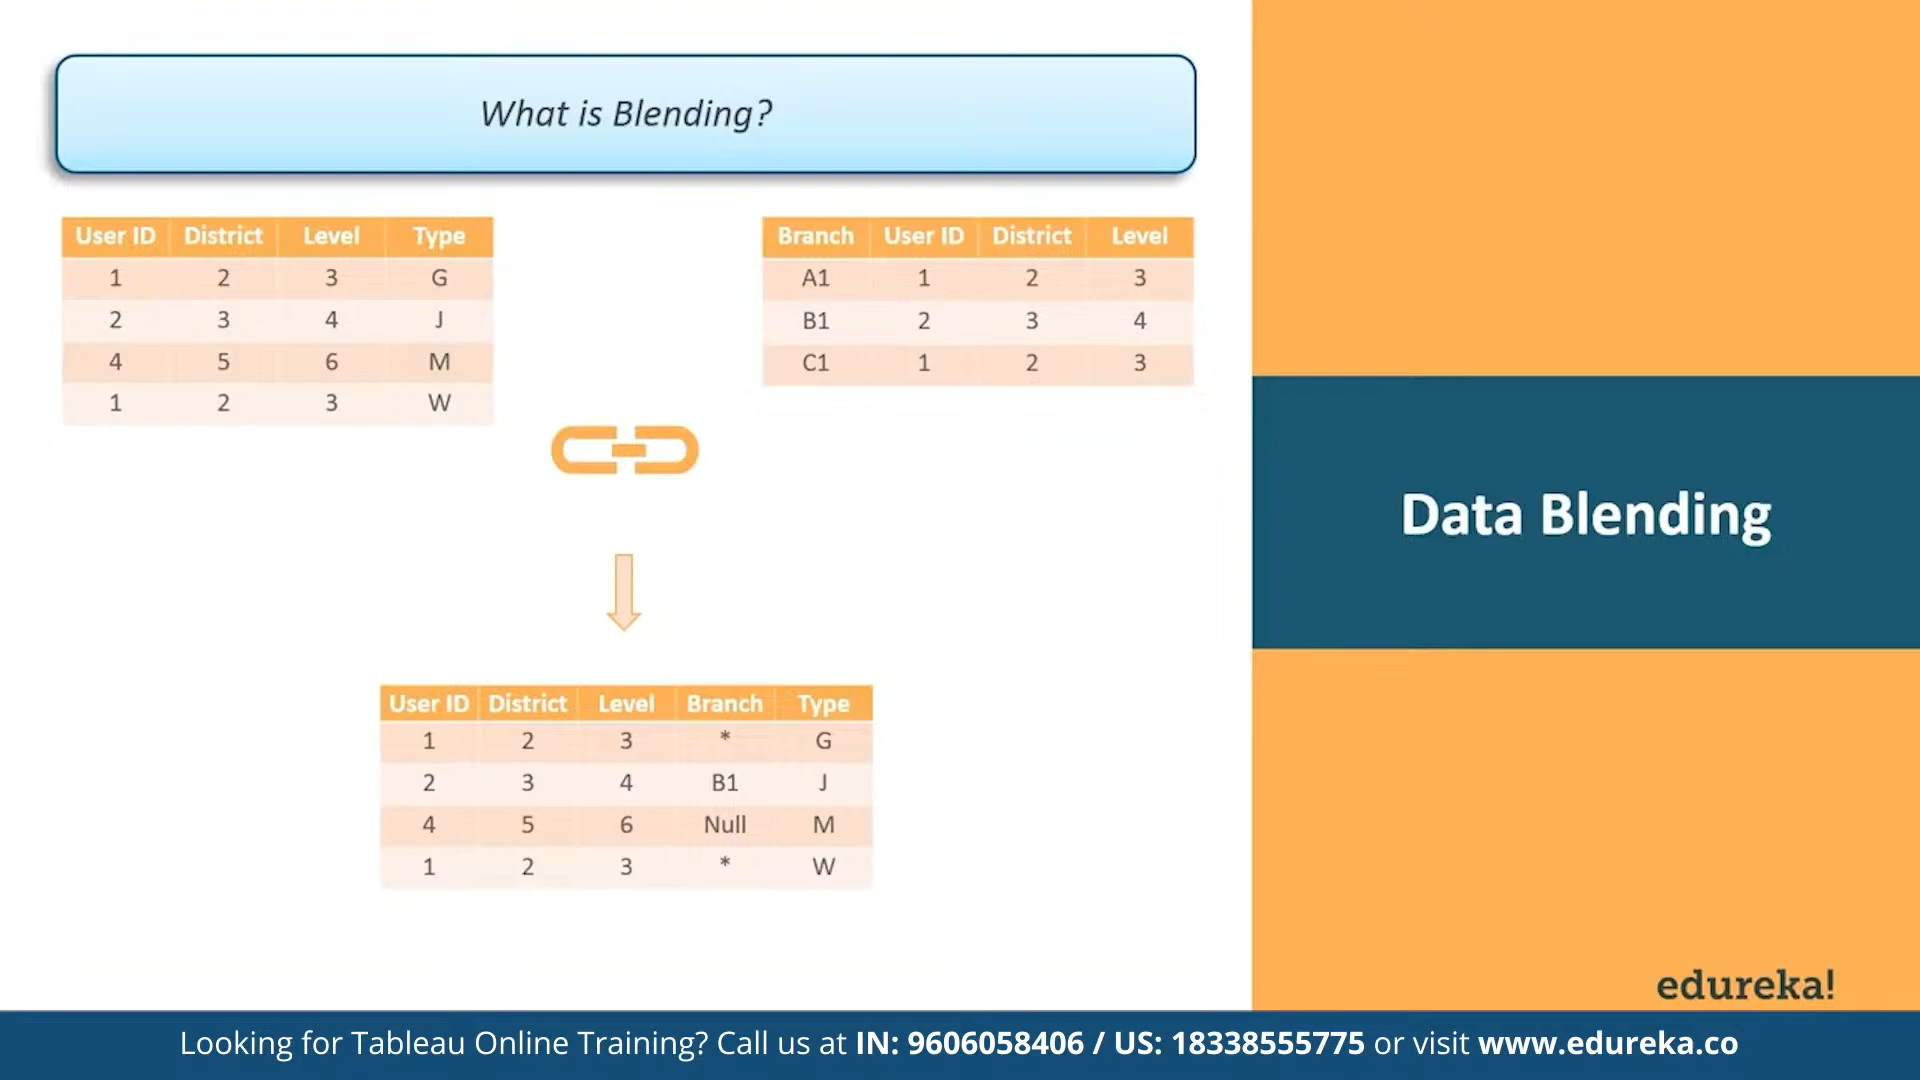 What is Blending?
User ID District Level Type
1 2 3 G
2 3 4 J
4 5 6 M
1 2 3 W
Branch User ID District Level
A1 1 2 3
B1 2 3 4
C1 1 2 3
User ID District Level Branch Type
1 2 3 * G
2 3 4 B1 J
4 5 6 Null M
1 2 3 * W
Data Blending
edureka!
Looking for Tableau Online Training? Call us at IN: 9606058406 / US: 18338555775 or visit www.edureka.co